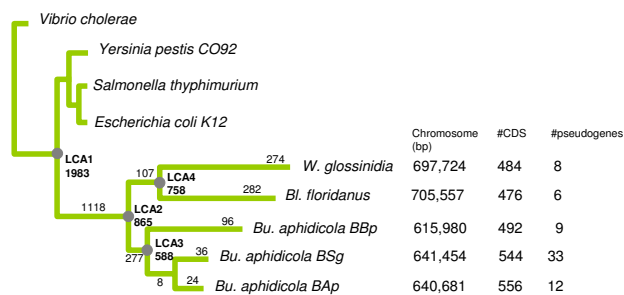 Vibrio cholerae
Yersinia pestis CO92
Salmonella thyphimurium
Escherichia coli K12
Chromosome (bp) #CDS #pseudogenes
LCA1
1983
274 W. glossinidia 697,724 484 8
107 LCA4
758
282 Bl. floridanus 705,557 476 6
1118 LCA2
865
96 Bu. aphidicola BBp 615,980 492 9
LCA3
277 588
36 Bu. aphidicola BSg 641,454 544 33
8 24 Bu. aphidicola BAp 640,681 556 12